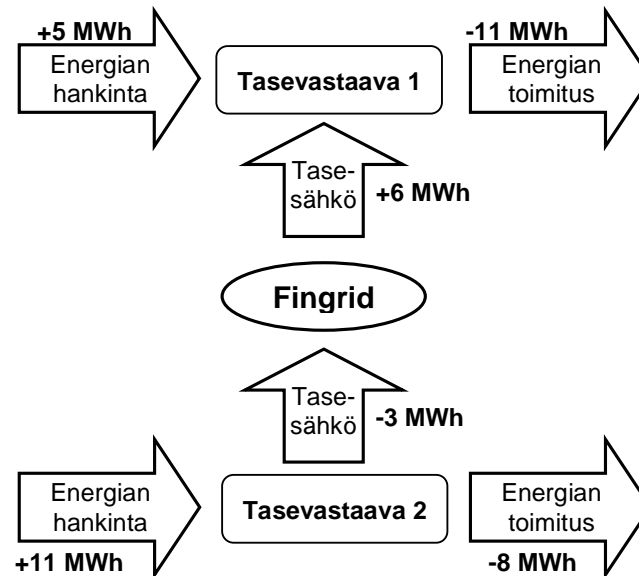 +5 MWh
Energian
hankinta
Tasevastaava 1
-11 MWh
Energian
toimitus
Tase-
sähkö
+6 MWh
Fingrid
Tase-
sähkö
-3 MWh
Energian
hankinta
+11 MWh
Tasevastaava 2
Energian
toimitus
-8 MWh